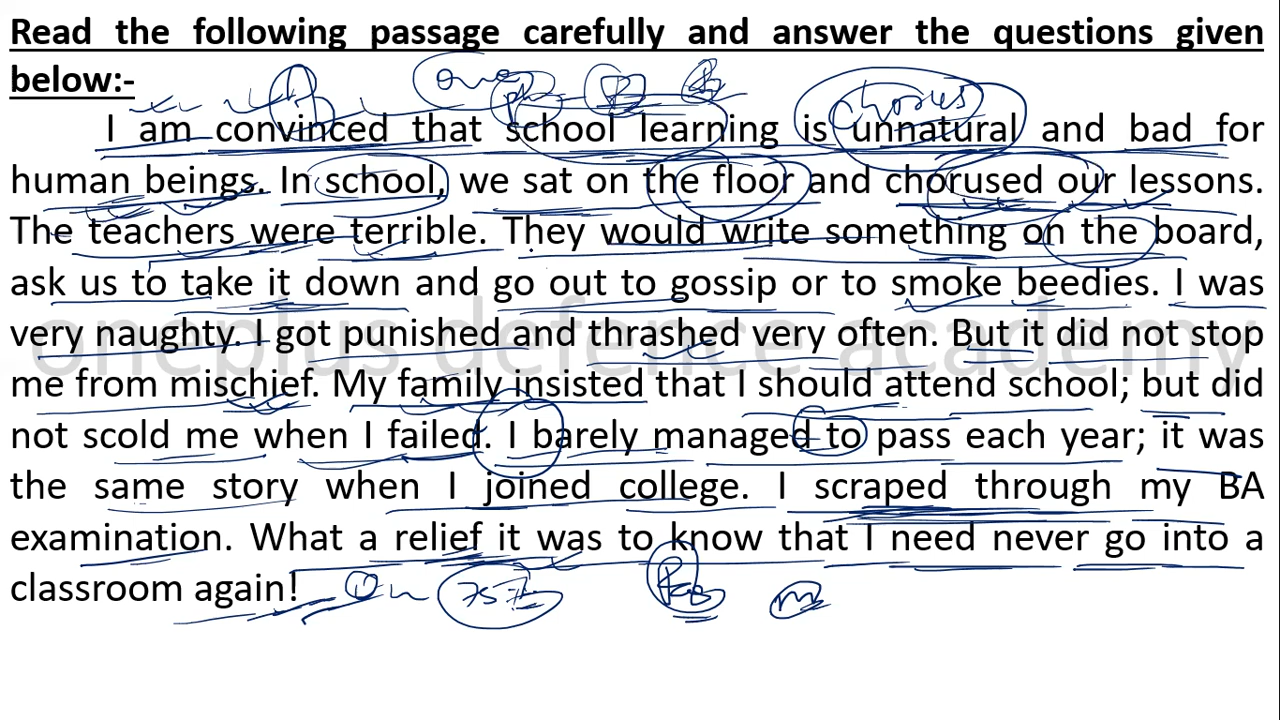 Read the following passage carefully and answer the questions given
below:-
I am convinced that school learning is unnatural and bad for
human beings. In school, we sat on the floor and chorused our lessons.
The teachers were terrible. They would write something on the board,
ask us to take it down and go out to gossip or to smoke beedies. I was
very naughty. I got punished and thrashed very often. But it did not stop
me from mischief. My family insisted that I should attend school; but did
not scold me when I failed. I barely managed to pass each year; it was
the same story when I joined college. I scraped through my BA
examination. What a relief it was to know that I need never go into a
classroom again!
oneplus defence academy